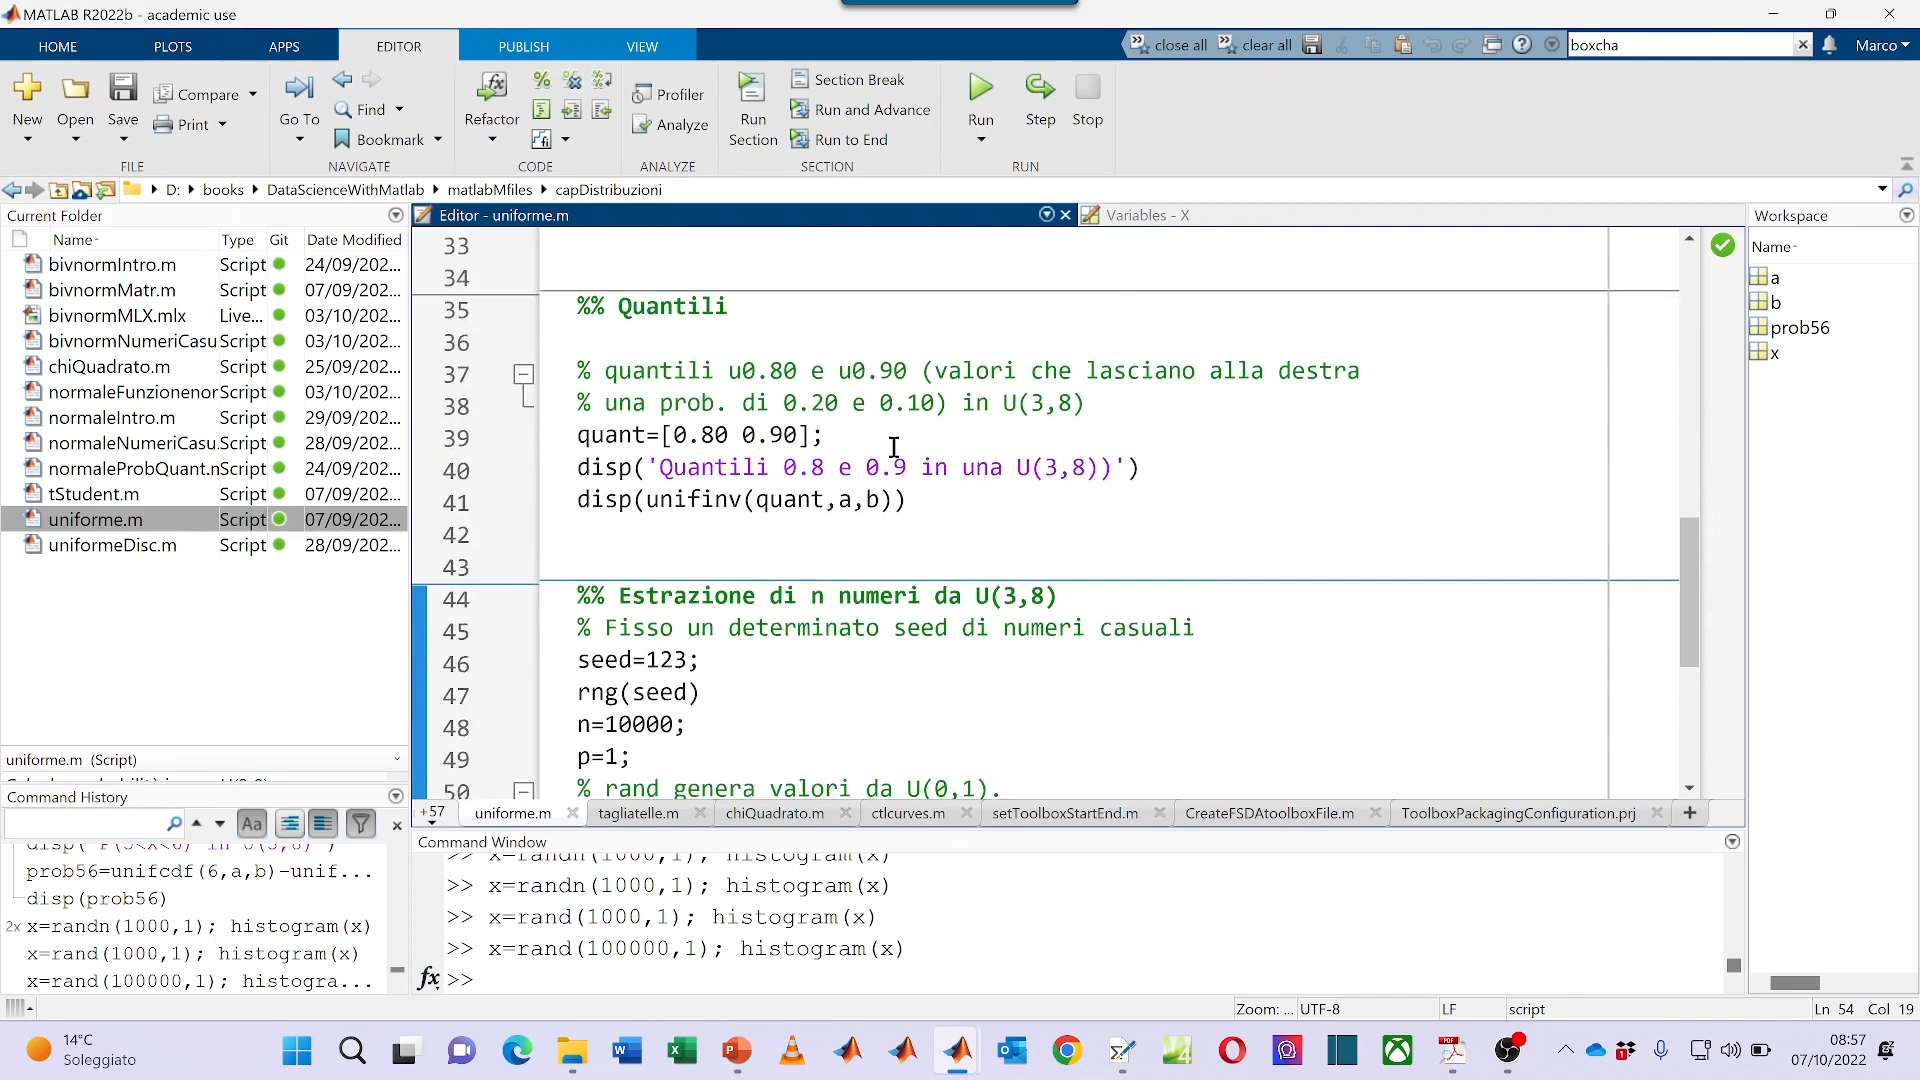 MATLAB R2022b - academic use
HOME PLOTS APPS EDITOR PUBLISH VIEW
close all clear all boxcha Marco
New Open Save Compare Print
Go To Find Bookmark
Refactor
Profiler Analyze
Run Section Section Break Run and Advance Run to End
Run Step Stop
FILE NAVIGATE CODE ANALYZE SECTION RUN
D: books DataScienceWithMatlab matlabMfiles capDistribuzioni
Current Folder
Name Type Git Date Modified
bivnormIntro.m Script 24/09/202...
bivnormMatr.m Script 07/09/202...
bivnormMLX.mlx Live... 03/10/202...
bivnormNumeriCasu Script 03/10/202...
chiQuadrato.m Script 25/09/202...
normaleFunzionenor Script 03/10/202...
normaleIntro.m Script 29/09/202...
normaleNumeriCasu. Script 28/09/202...
normaleProbQuant.m Script 24/09/202...
tStudent.m Script 07/09/202...
uniforme.m Script 07/09/202...
uniformeDisc.m Script 28/09/202...
uniforme.m (Script)
Command History
Aa
disp('P(5<X<6) in U(3,8)')
prob56=unifcdf(6,a,b)-unif...
disp(prob56)
2x x=randn(1000,1); histogram(x)
x=rand(1000,1); histogram(x)
x=rand(100000,1); histogra...
Editor - uniforme.m
Variables - X
33
34
35 %% Quantili
36
37 % quantili u0.80 e u0.90 (valori che lasciano alla destra
38 % una prob. di 0.20 e 0.10) in U(3,8)
39 quant=[0.80 0.90];
40 disp('Quantili 0.8 e 0.9 in una U(3,8))')
41 disp(unifinv(quant,a,b))
42
43
44 %% Estrazione di n numeri da U(3,8)
45 % Fisso un determinato seed di numeri casuali
46 seed=123;
47 rng(seed)
48 n=10000;
49 p=1;
50 % rand genera valori da U(0,1).
+57 uniforme.m tagliatelle.m chiQuadrato.m ctlcurves.m setToolboxStartEnd.m CreateFSDAtoolboxFile.m ToolboxPackagingConfiguration.prj
Command Window
>> x=randn(1000,1); histogram(x)
>> x=randn(1000,1); histogram(x)
>> x=rand(1000,1); histogram(x)
>> x=rand(100000,1); histogram(x)
fx >>
Workspace
Name
a
b
prob56
x
Zoom: ... UTF-8 LF script Ln 54 Col 19
14°C
Soleggiato
08:57
07/10/2022